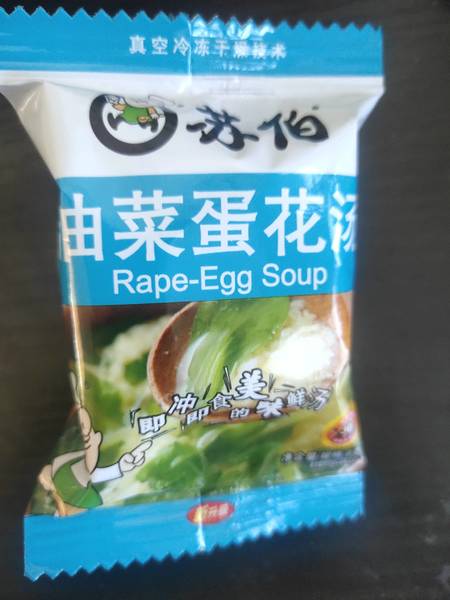 真空冷冻干燥技术
苏伯
油菜蛋花汤
Rape-Egg Soup
即冲即食的美味鲜汤